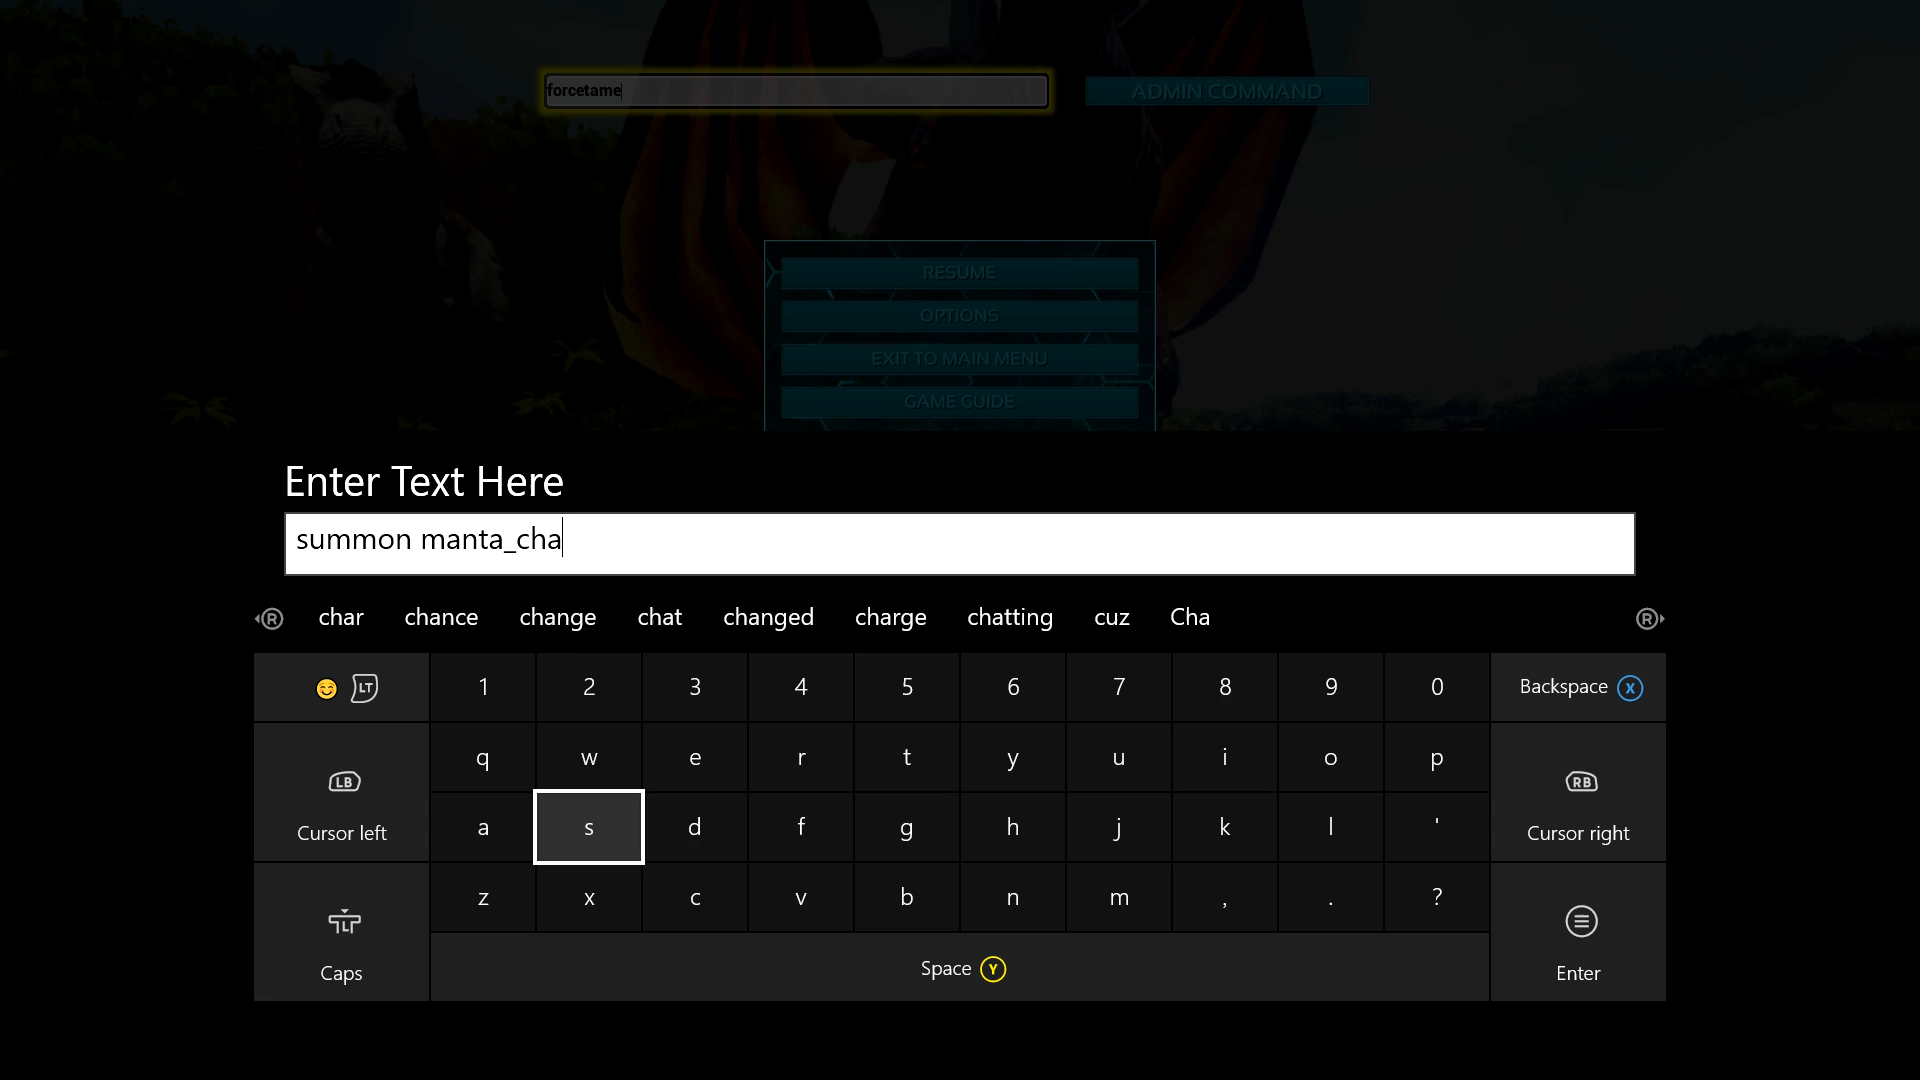 forcetame
ADMIN COMMAND
RESUME
OPTIONS
EXIT TO MAIN MENU
GAME GUIDE
Enter Text Here
summon manta_cha
R char chance change chat changed charge chatting cuz Cha R
LT 1 2 3 4 5 6 7 8 9 0 Backspace X
q w e r t y u i o p
LB RB
a s d f g h j k l '
Cursor left Cursor right
z x c v b n m , . ?
Caps Space Y Enter